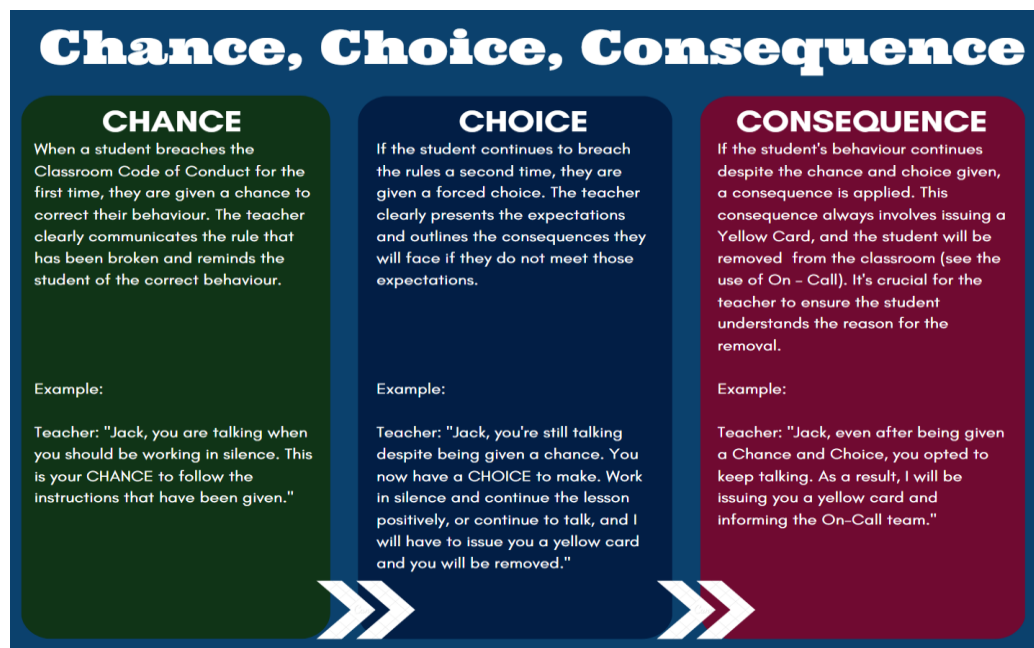 Chance, Choice, Consequence
CHANCE
When a student breaches the
Classroom Code of Conduct for the
first time, they are given a chance to
correct their behaviour. The teacher
clearly communicates the rule that
has been broken and reminds the
student of the correct behaviour.
Example:
Teacher: "Jack, you are talking when
you should be working in silence. This
is your CHANCE to follow the
instructions that have been given."
CHOICE
If the student continues to breach
the rules a second time, they are
given a forced choice. The teacher
clearly presents the expectations
and outlines the consequences they
will face if they do not meet those
expectations.
Example:
Teacher: "Jack, you're still talking
despite being given a chance. You
now have a CHOICE to make. Work
in silence and continue the lesson
positively, or continue to talk, and I
will have to issue you a yellow card
and you will be removed."
CONSEQUENCE
If the student's behaviour continues
despite the chance and choice given,
a consequence is applied. This
consequence always involves issuing a
Yellow Card, and the student will be
removed from the classroom (see the
use of On - Call). It's crucial for the
teacher to ensure the student
understands the reason for the
removal.
Example:
Teacher: "Jack, even after being given
a Chance and Choice, you opted to
keep talking. As a result, I will be
issuing you a yellow card and
informing the On-Call team."